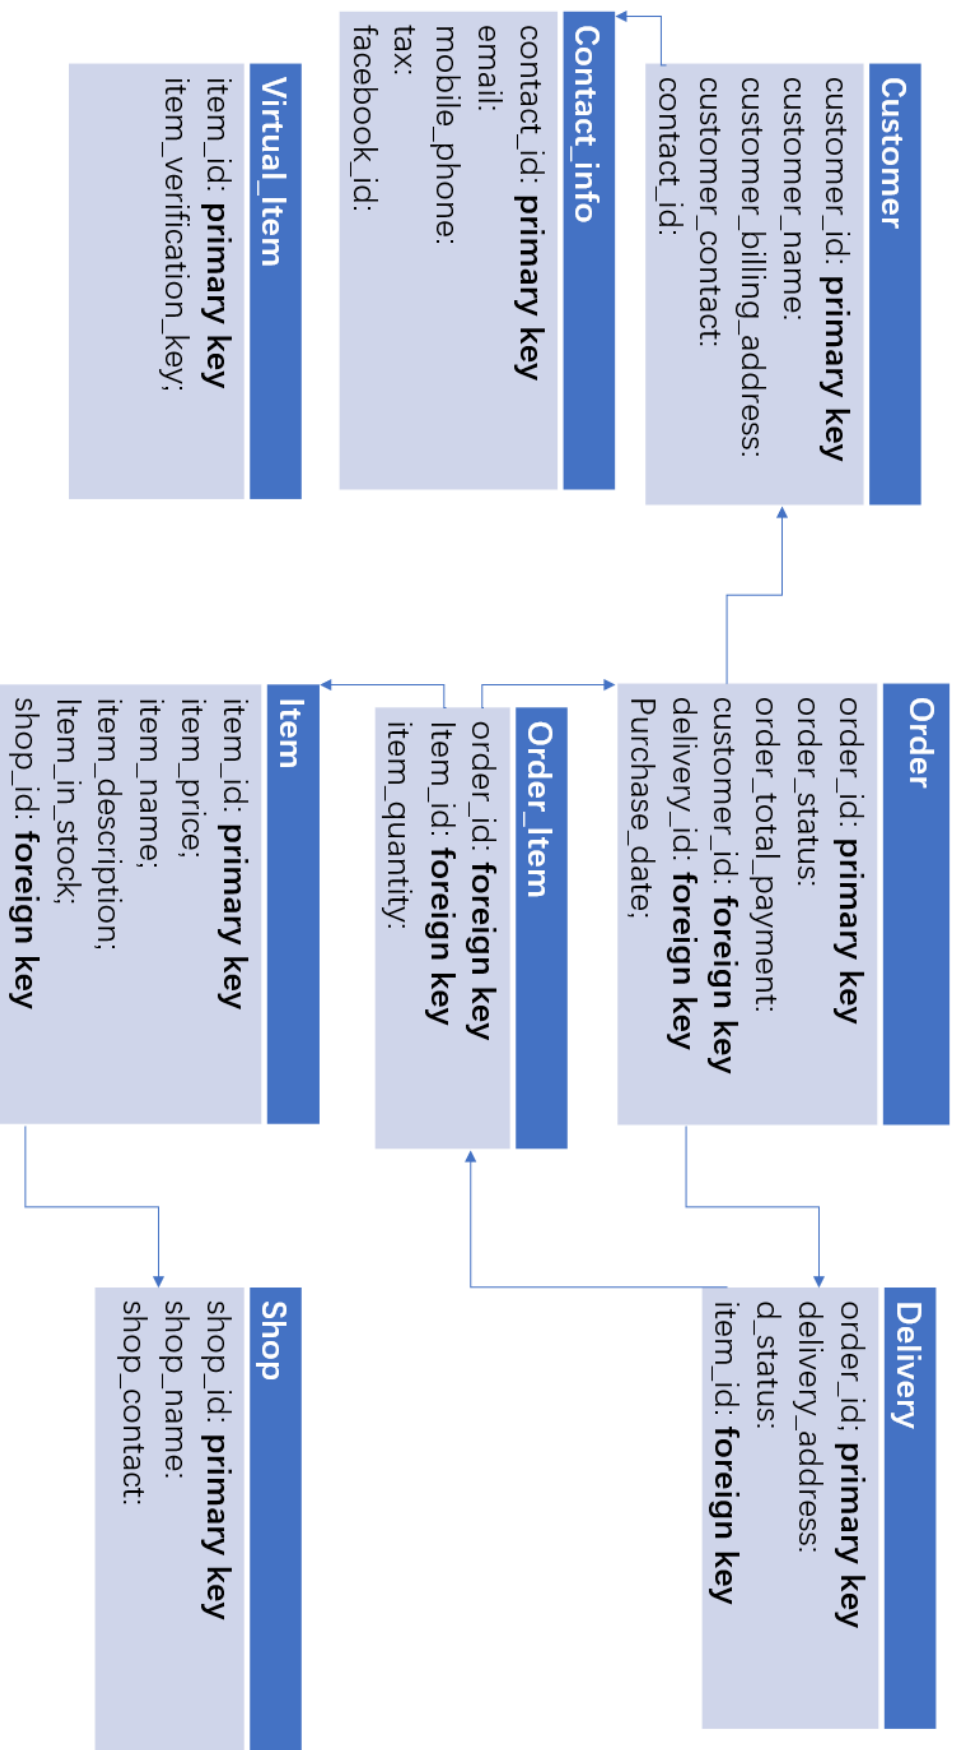 Customer
customer_id: primary key
customer_name:
customer_billing_address:
customer_contact:
contact_id:
Contact_info
contact_id: primary key
email:
mobile_phone:
tax:
facebook_id:
Virtual_Item
item_id: primary key
item_verification_key;
Order
order_id: primary key
order_status:
order_total_payment:
customer_id: foreign key
delivery_id: foreign key
Purchase_date;
Order_Item
order_id: foreign key
Item_id: foreign key
item_quantity:
Item
item_id: primary key
item_price;
item_name;
item_description;
Item_in_stock;
shop_id: foreign key
Delivery
order_id; primary key
delivery_address:
d_status:
item_id: foreign key
Shop
shop_id: primary key
shop_name:
shop_contact: